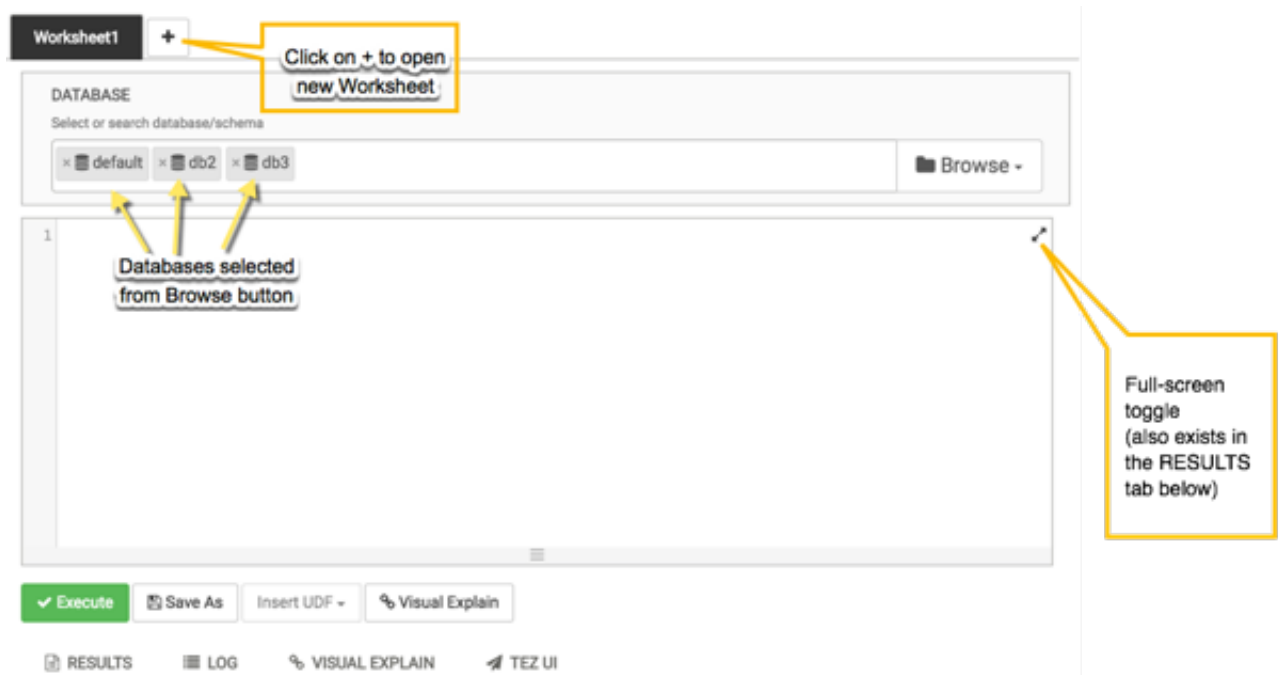 Worksheet1 +
Click on + to open
new Worksheet
DATABASE
Select or search database/schema
× default × db2 × db3
Browse
1
Databases selected
from Browse button
Full-screen
toggle
(also exists in
the RESULTS
tab below)
Execute Save As Insert UDF Visual Explain
RESULTS LOG VISUAL EXPLAIN TEZ UI